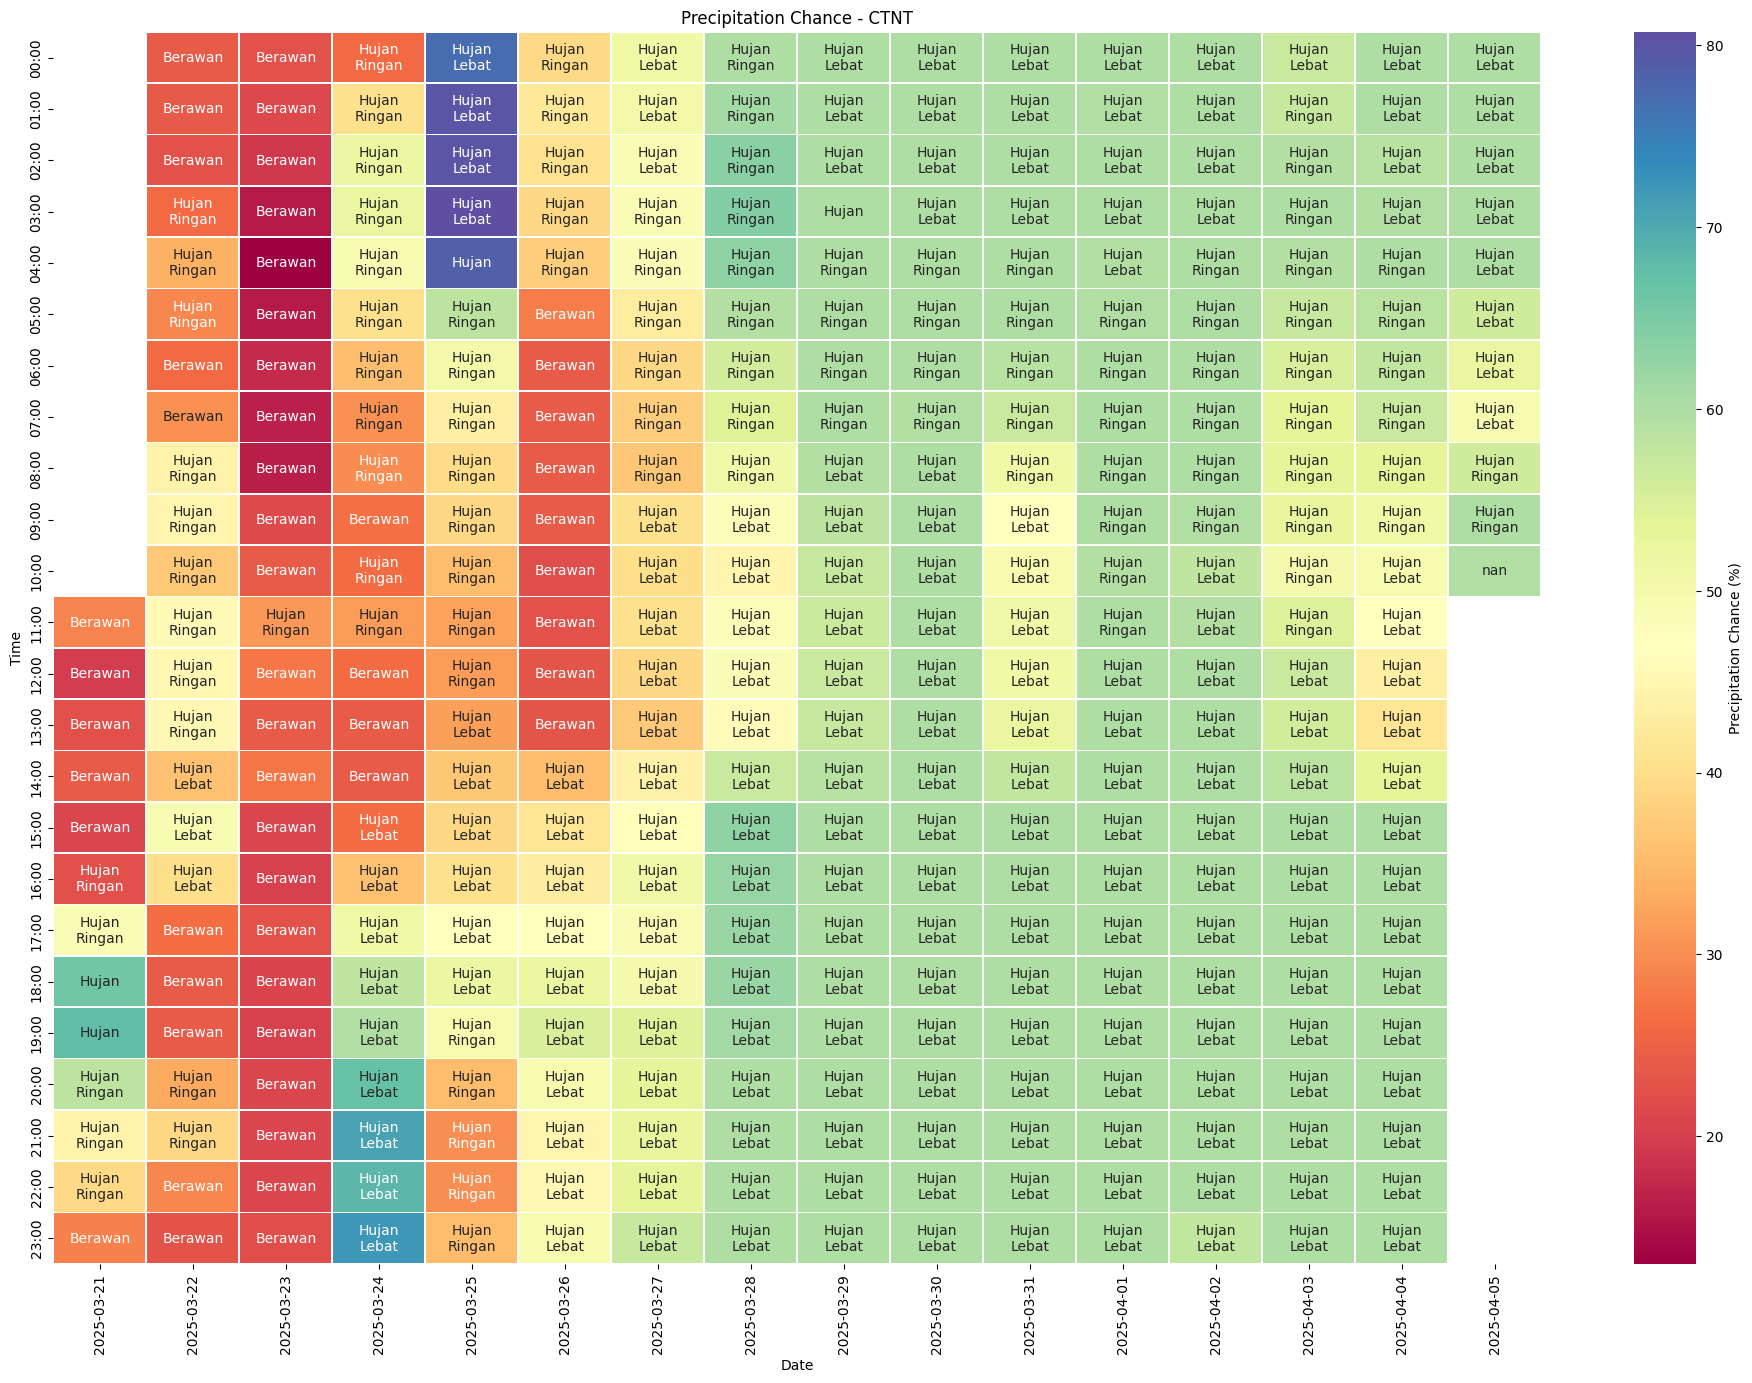 Precipitation Chance - CTNT
00:00 Berawan Berawan Hujan Ringan Hujan Lebat Hujan Ringan Hujan Lebat Hujan Ringan Hujan Lebat Hujan Lebat Hujan Lebat Hujan Lebat Hujan Lebat Hujan Lebat Hujan Lebat Hujan Lebat
01:00 Berawan Berawan Hujan Ringan Hujan Lebat Hujan Ringan Hujan Lebat Hujan Ringan Hujan Lebat Hujan Lebat Hujan Lebat Hujan Lebat Hujan Lebat Hujan Ringan Hujan Lebat Hujan Lebat
02:00 Berawan Berawan Hujan Ringan Hujan Lebat Hujan Ringan Hujan Lebat Hujan Ringan Hujan Lebat Hujan Lebat Hujan Lebat Hujan Lebat Hujan Lebat Hujan Ringan Hujan Lebat Hujan Lebat
03:00 Hujan Ringan Berawan Hujan Ringan Hujan Lebat Hujan Ringan Hujan Ringan Hujan Ringan Hujan Hujan Lebat Hujan Lebat Hujan Lebat Hujan Lebat Hujan Ringan Hujan Lebat Hujan Lebat
04:00 Hujan Ringan Berawan Hujan Ringan Hujan Hujan Ringan Hujan Ringan Hujan Ringan Hujan Ringan Hujan Ringan Hujan Ringan Hujan Lebat Hujan Ringan Hujan Ringan Hujan Ringan Hujan Lebat
05:00 Hujan Ringan Berawan Hujan Ringan Hujan Ringan Berawan Hujan Ringan Hujan Ringan Hujan Ringan Hujan Ringan Hujan Ringan Hujan Ringan Hujan Ringan Hujan Ringan Hujan Ringan Hujan Lebat
06:00 Berawan Berawan Hujan Ringan Hujan Ringan Berawan Hujan Ringan Hujan Ringan Hujan Ringan Hujan Ringan Hujan Ringan Hujan Ringan Hujan Ringan Hujan Ringan Hujan Ringan Hujan Lebat
07:00 Berawan Berawan Hujan Ringan Hujan Ringan Berawan Hujan Ringan Hujan Ringan Hujan Ringan Hujan Ringan Hujan Ringan Hujan Ringan Hujan Ringan Hujan Ringan Hujan Ringan Hujan Lebat
08:00 Hujan Ringan Berawan Hujan Ringan Hujan Ringan Berawan Hujan Ringan Hujan Ringan Hujan Lebat Hujan Lebat Hujan Ringan Hujan Ringan Hujan Ringan Hujan Ringan Hujan Ringan Hujan Ringan
09:00 Hujan Ringan Berawan Berawan Hujan Ringan Berawan Hujan Lebat Hujan Lebat Hujan Lebat Hujan Lebat Hujan Lebat Hujan Ringan Hujan Ringan Hujan Ringan Hujan Ringan Hujan Ringan
10:00 Hujan Ringan Berawan Hujan Ringan Hujan Ringan Berawan Hujan Lebat Hujan Lebat Hujan Lebat Hujan Lebat Hujan Lebat Hujan Ringan Hujan Lebat Hujan Ringan Hujan Lebat nan
11:00 Berawan Hujan Ringan Hujan Ringan Hujan Ringan Hujan Ringan Berawan Hujan Lebat Hujan Lebat Hujan Lebat Hujan Lebat Hujan Lebat Hujan Ringan Hujan Lebat Hujan Ringan Hujan Lebat
12:00 Berawan Hujan Ringan Berawan Berawan Hujan Ringan Berawan Hujan Lebat Hujan Lebat Hujan Lebat Hujan Lebat Hujan Lebat Hujan Lebat Hujan Lebat Hujan Lebat Hujan Lebat
13:00 Berawan Hujan Ringan Berawan Berawan Hujan Lebat Berawan Hujan Lebat Hujan Lebat Hujan Lebat Hujan Lebat Hujan Lebat Hujan Lebat Hujan Lebat Hujan Lebat Hujan Lebat
14:00 Berawan Hujan Lebat Berawan Berawan Hujan Lebat Hujan Lebat Hujan Lebat Hujan Lebat Hujan Lebat Hujan Lebat Hujan Lebat Hujan Lebat Hujan Lebat Hujan Lebat Hujan Lebat
15:00 Berawan Hujan Lebat Berawan Hujan Lebat Hujan Lebat Hujan Lebat Hujan Lebat Hujan Lebat Hujan Lebat Hujan Lebat Hujan Lebat Hujan Lebat Hujan Lebat Hujan Lebat Hujan Lebat
16:00 Hujan Ringan Hujan Lebat Berawan Hujan Lebat Hujan Lebat Hujan Lebat Hujan Lebat Hujan Lebat Hujan Lebat Hujan Lebat Hujan Lebat Hujan Lebat Hujan Lebat Hujan Lebat Hujan Lebat
17:00 Hujan Ringan Berawan Berawan Hujan Lebat Hujan Lebat Hujan Lebat Hujan Lebat Hujan Lebat Hujan Lebat Hujan Lebat Hujan Lebat Hujan Lebat Hujan Lebat Hujan Lebat Hujan Lebat
18:00 Hujan Berawan Berawan Hujan Lebat Hujan Lebat Hujan Lebat Hujan Lebat Hujan Lebat Hujan Lebat Hujan Lebat Hujan Lebat Hujan Lebat Hujan Lebat Hujan Lebat Hujan Lebat
19:00 Hujan Berawan Berawan Hujan Lebat Hujan Ringan Hujan Lebat Hujan Lebat Hujan Lebat Hujan Lebat Hujan Lebat Hujan Lebat Hujan Lebat Hujan Lebat Hujan Lebat Hujan Lebat
20:00 Hujan Ringan Hujan Ringan Berawan Hujan Lebat Hujan Ringan Hujan Lebat Hujan Lebat Hujan Lebat Hujan Lebat Hujan Lebat Hujan Lebat Hujan Lebat Hujan Lebat Hujan Lebat Hujan Lebat
21:00 Hujan Ringan Hujan Ringan Berawan Hujan Lebat Hujan Ringan Hujan Lebat Hujan Lebat Hujan Lebat Hujan Lebat Hujan Lebat Hujan Lebat Hujan Lebat Hujan Lebat Hujan Lebat Hujan Lebat
22:00 Hujan Ringan Berawan Berawan Hujan Lebat Hujan Ringan Hujan Lebat Hujan Lebat Hujan Lebat Hujan Lebat Hujan Lebat Hujan Lebat Hujan Lebat Hujan Lebat Hujan Lebat Hujan Lebat
23:00 Berawan Berawan Berawan Hujan Lebat Hujan Ringan Hujan Lebat Hujan Lebat Hujan Lebat Hujan Lebat Hujan Lebat Hujan Lebat Hujan Lebat Hujan Lebat Hujan Lebat Hujan Lebat
Time
2025-03-21 2025-03-22 2025-03-23 2025-03-24 2025-03-25 2025-03-26 2025-03-27 2025-03-28 2025-03-29 2025-03-30 2025-03-31 2025-04-01 2025-04-02 2025-04-03 2025-04-04 2025-04-05
Date
80
70
60
50
40
30
20
Precipitation Chance (%)